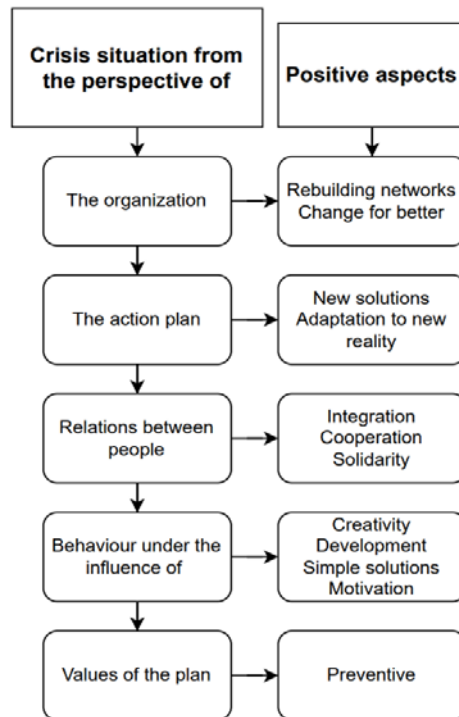 Crisis situation from
the perspective of
Positive aspects
The organization
Rebuilding networks
Change for better
The action plan
New solutions
Adaptation to new
reality
Relations between
people
Integration
Cooperation
Solidarity
Behaviour under the
influence of
Creativity
Development
Simple solutions
Motivation
Values of the plan
Preventive